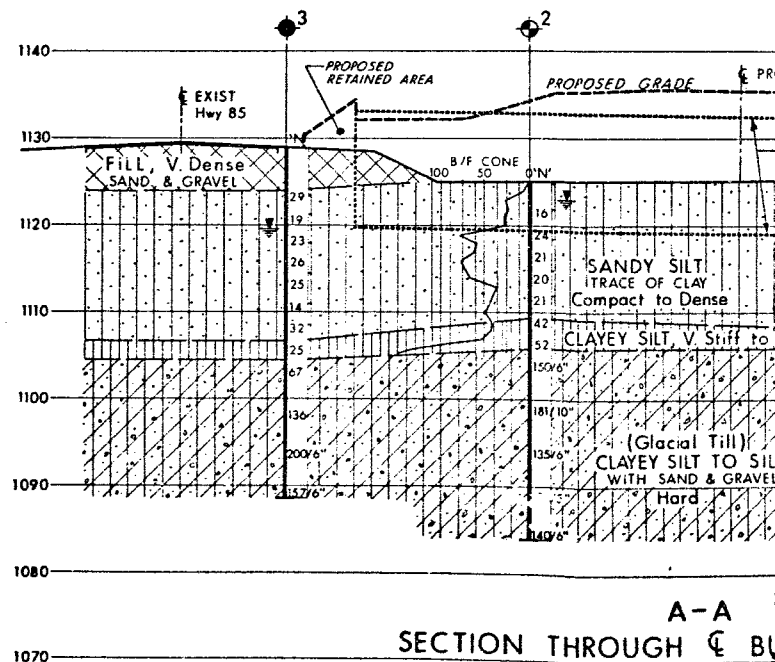 3
2
1140
PROPOSED
RETAINED AREA
℄ PRO
℄ EXIST
Hwy 85
PROPOSED GRADE
1130
'N'
FILL, V. Dense
SAND & GRAVEL
B/F CONE
100 50 0 'N'
29
16
1120
19
24
23
21
26
SANDY SILT
(TRACE OF CLAY
20
25
Compact to Dense
21
1110
14
42
32
CLAYEY SILT, V. Stiff to
52
25
150/6"
67
1100
181/10"
136
(Glacial Till)
135/6"
CLAYEY SILT TO SIL
200/6"
WITH SAND & GRAVEL
1090
157/6"
Hard
140/6"
1080
A-A
SECTION THROUGH ℄ BU
1070